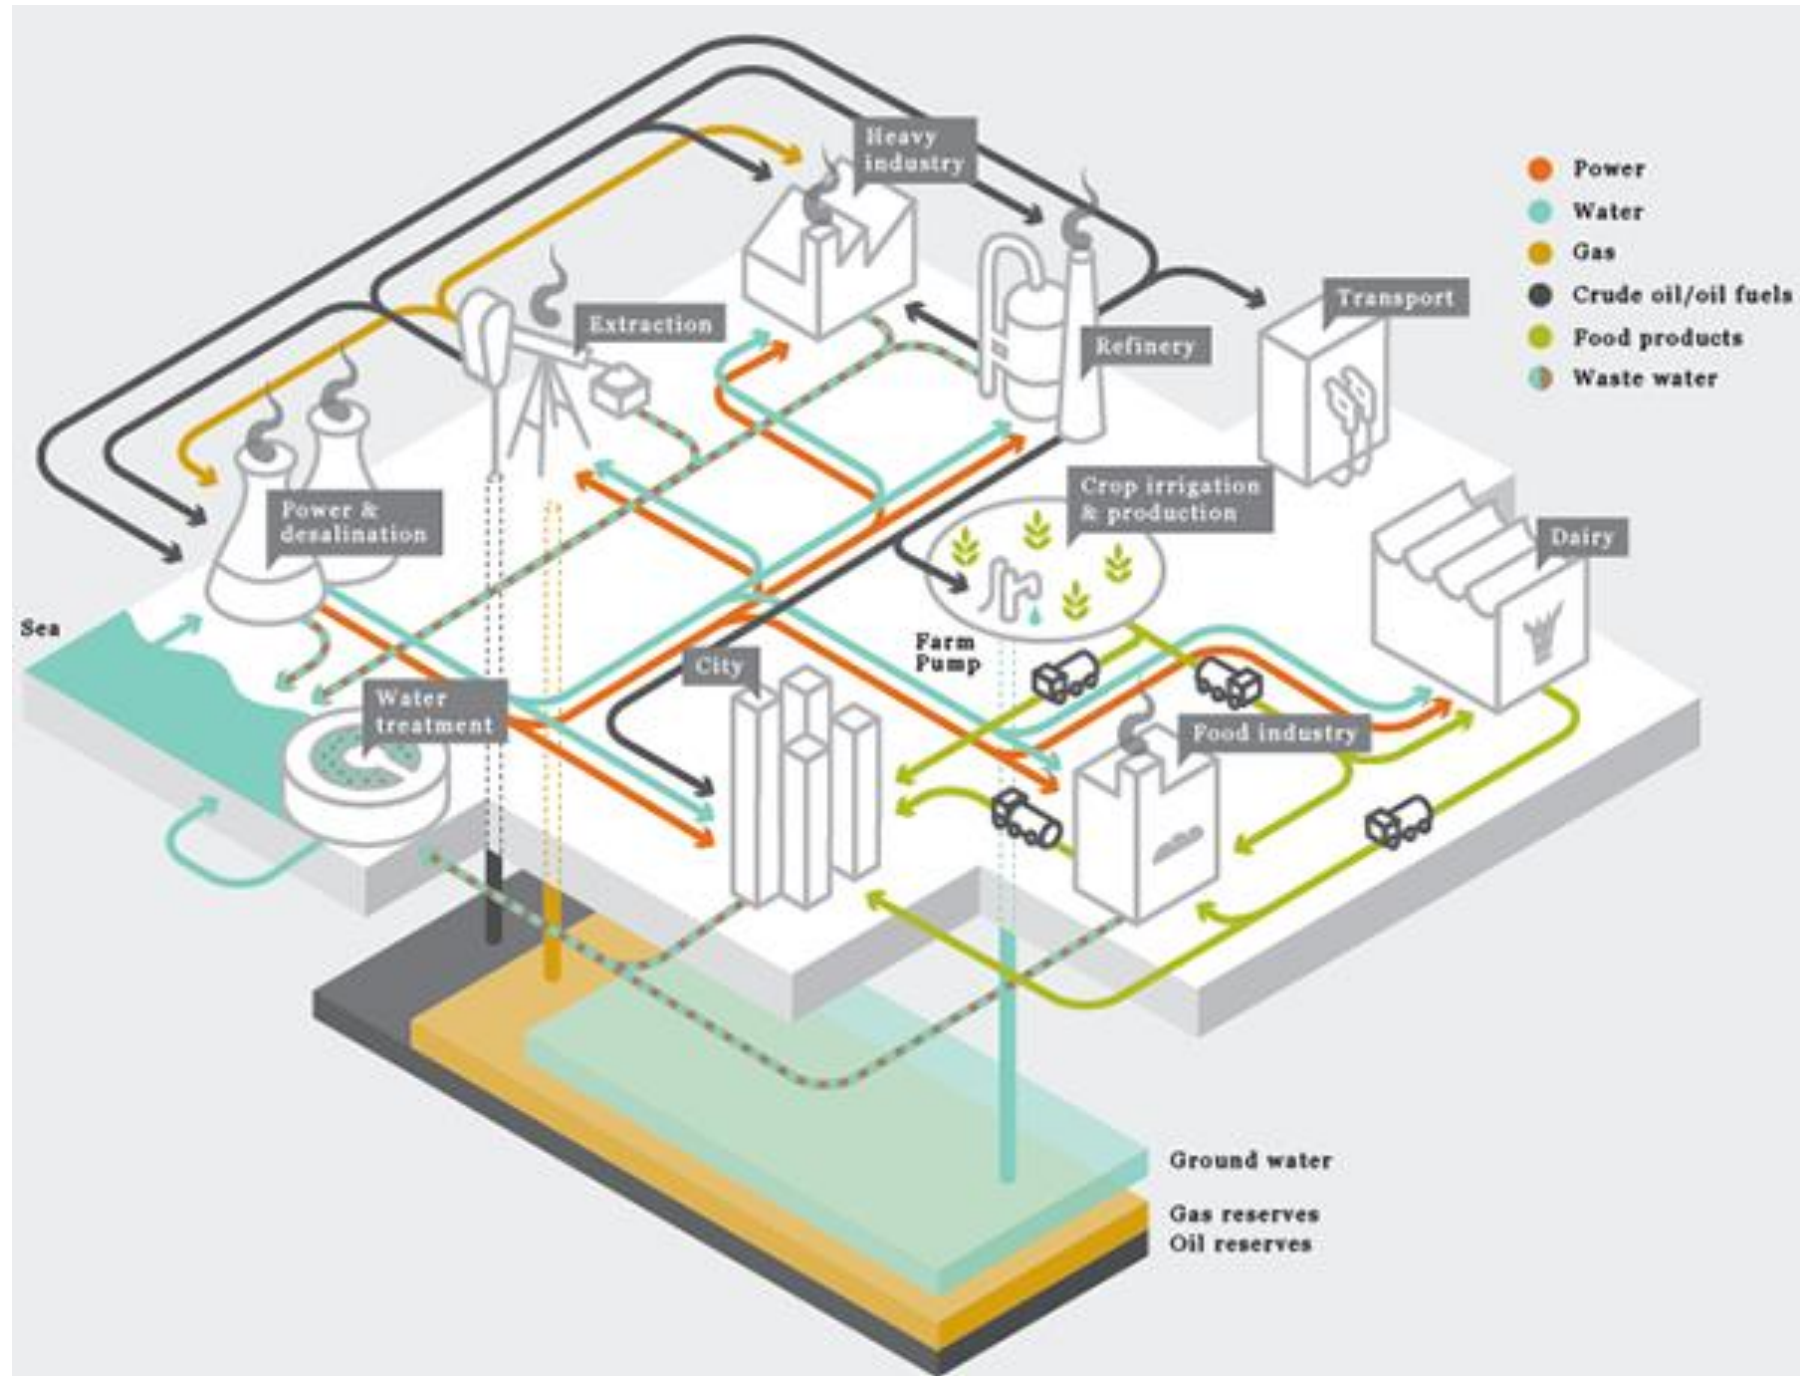 Heavy
industry
Power
Water
Gas
Crude oil/oil fuels
Food products
Waste water
Transport
Extraction
Refinery
Crop irrigation
& production
Power &
desalination
Dairy
Sea
Farm
Pump
City
Water
treatment
Food industry
Ground water
Gas reserves
Oil reserves